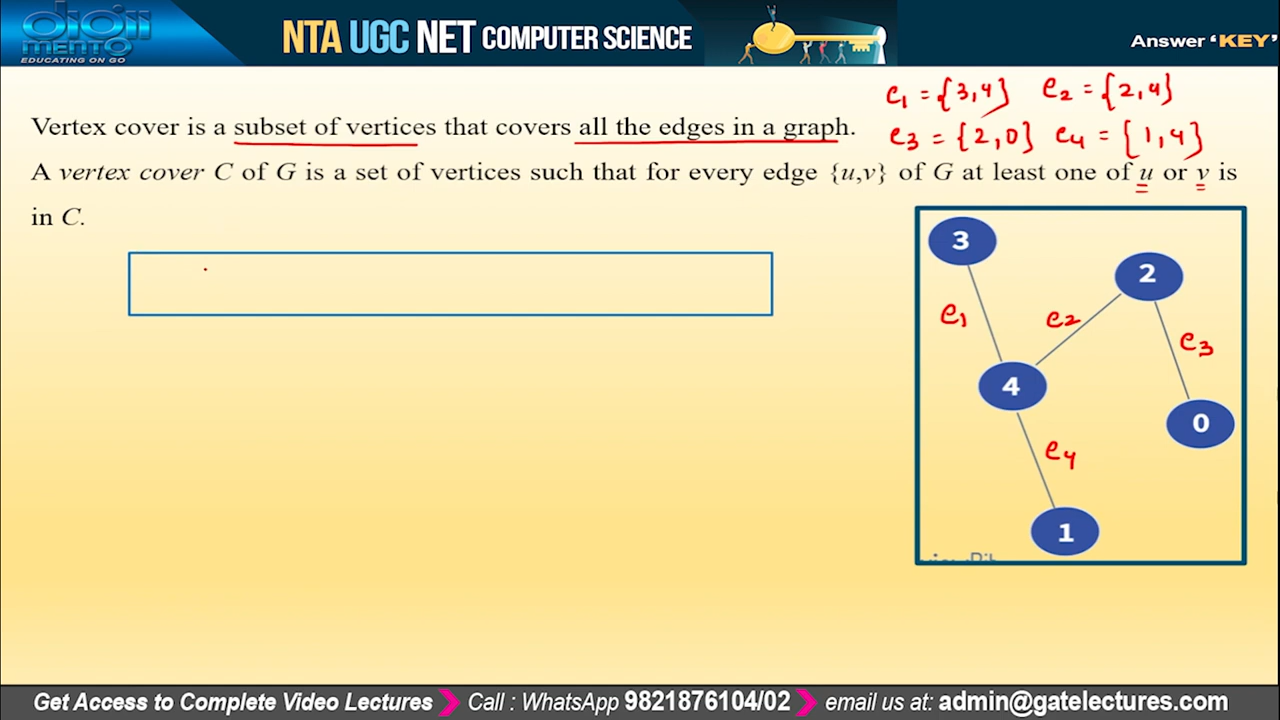 digii
MENTO
EDUCATING ON GO
NTA UGC NET COMPUTER SCIENCE
Answer ‘KEY’
e1 = {3,4} e2 = {2,4}
Vertex cover is a subset of vertices that covers all the edges in a graph.
e3 = {2,0} e4 = {1,4}
A vertex cover C of G is a set of vertices such that for every edge {u,v} of G at least one of u or v is
in C.
3
2
e1
e2
e3
4
0
e4
1
Get Access to Complete Video Lectures Call : WhatsApp 9821876104/02 email us at: admin@gatelectures.com